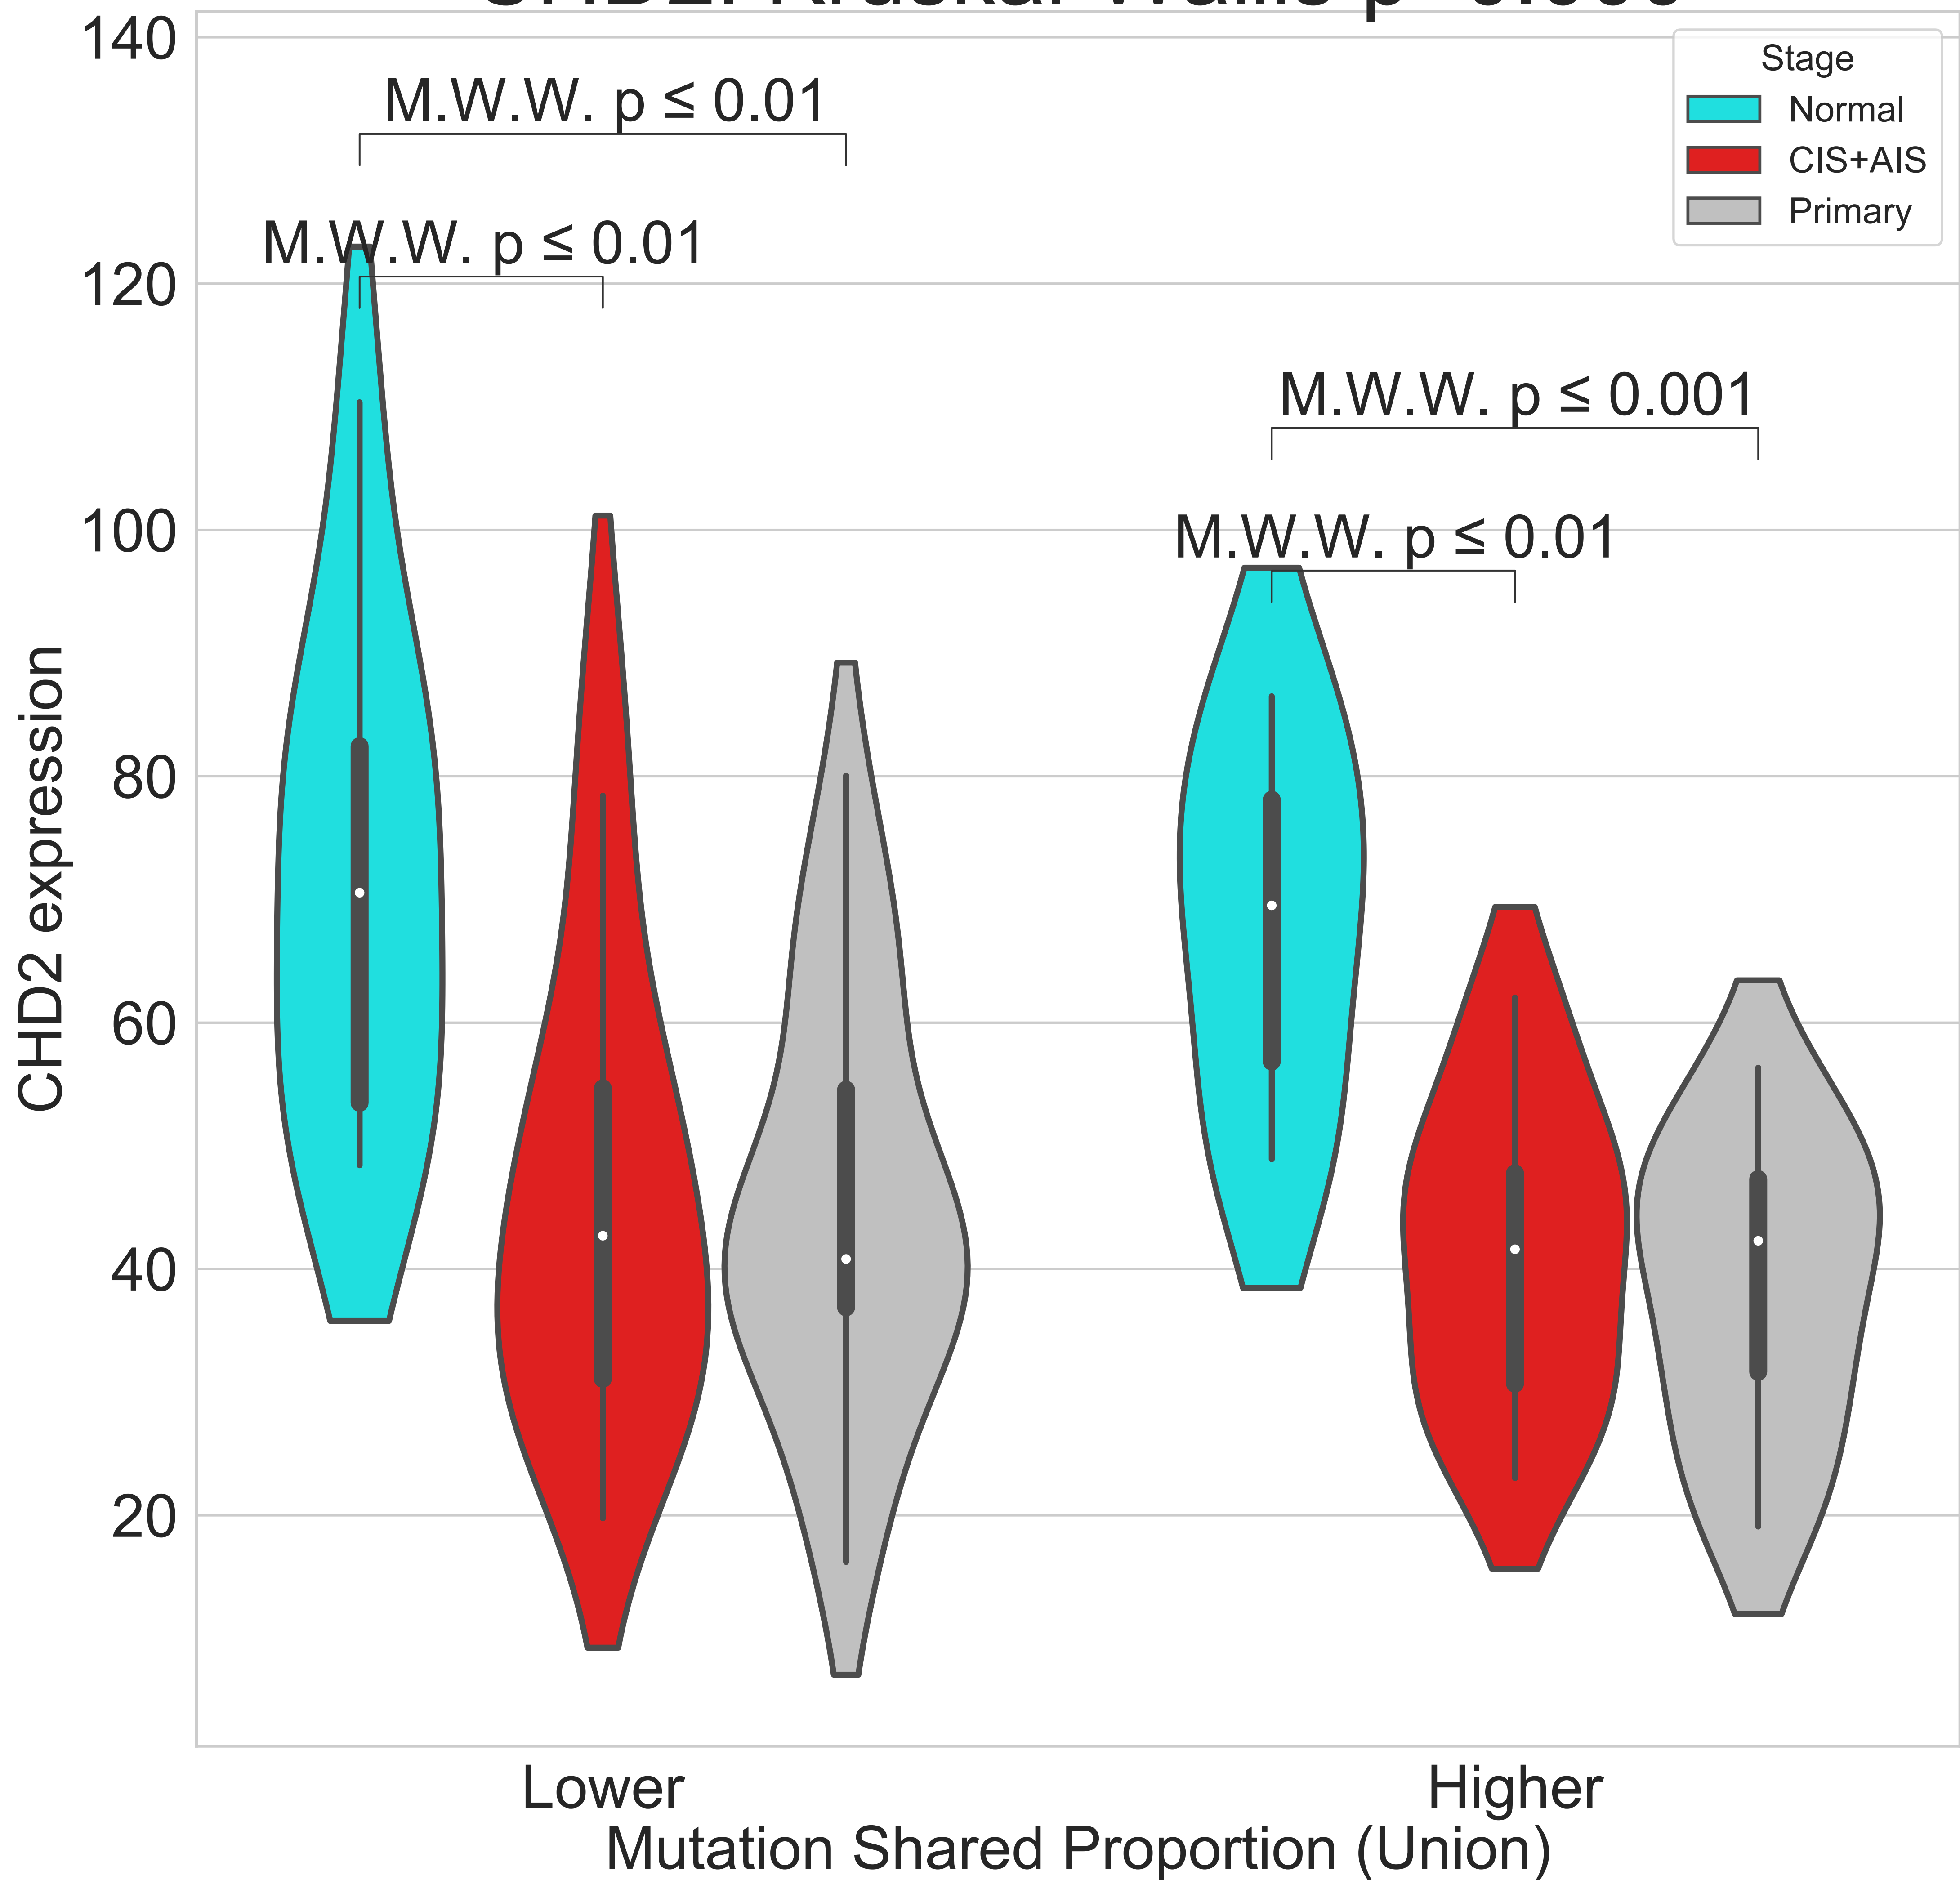 140
120
100
80
60
40
20
CHD2 expression
M.W.W. p ≤ 0.01
M.W.W. p ≤ 0.01
M.W.W. p ≤ 0.001
M.W.W. p ≤ 0.01
Stage
Normal
CIS+AIS
Primary
Lower
Higher
Mutation Shared Proportion (Union)